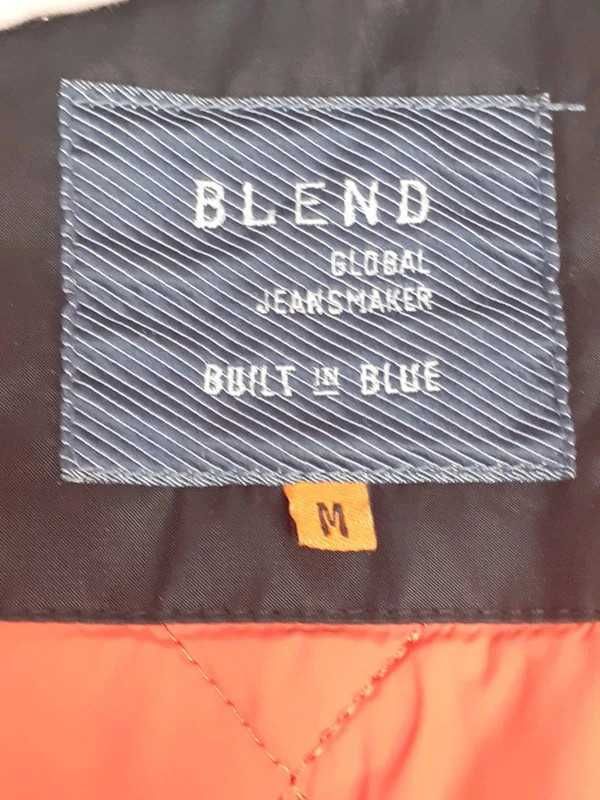 BLEND
GLOBAL
JEANSMAKER
BUILT IN BLUE
M